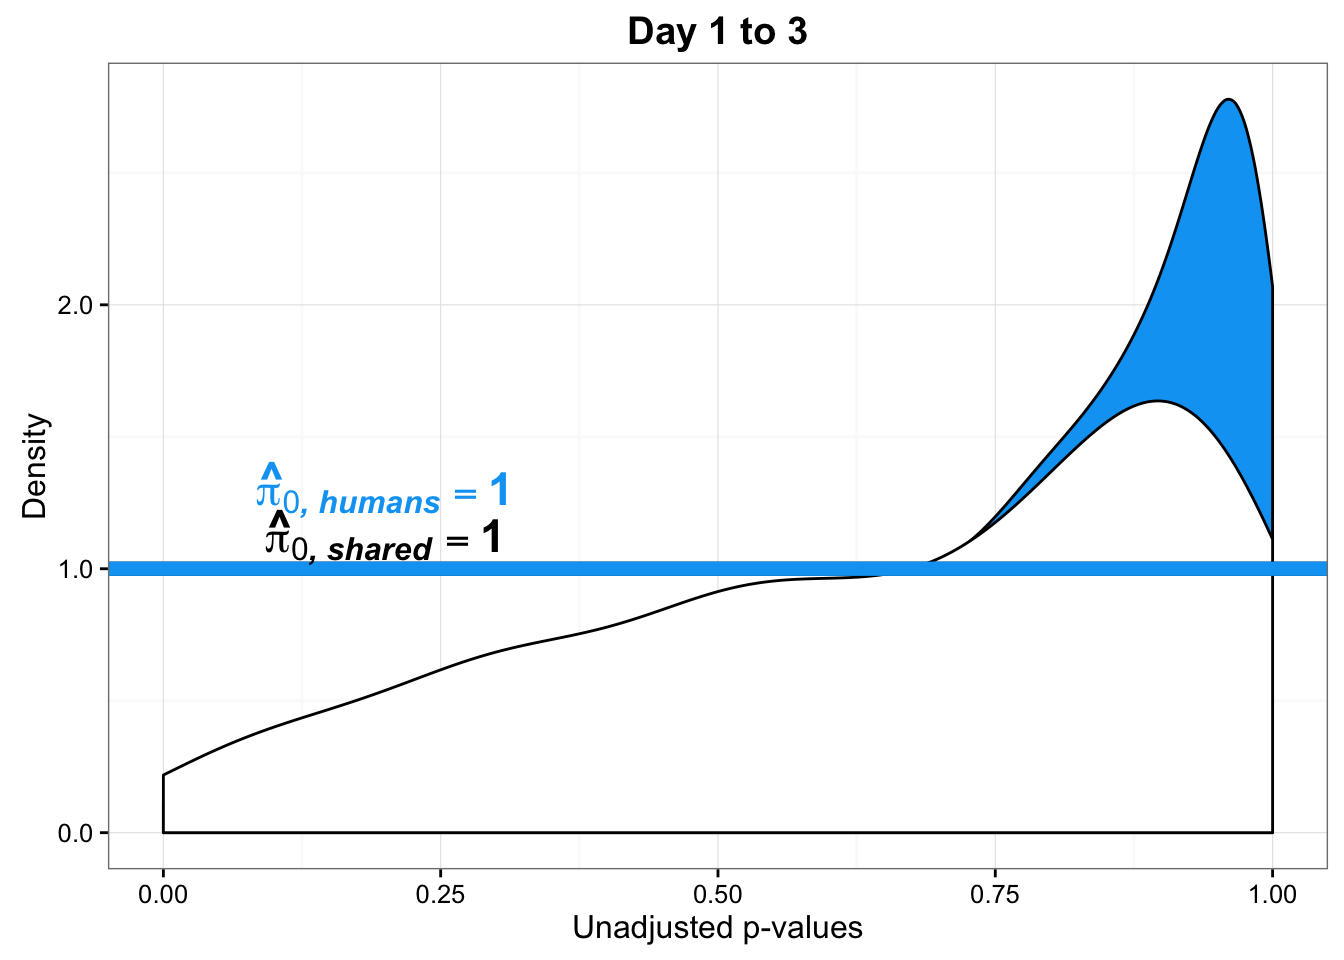 Day 1 to 3
Density
2.0
1.0
0.0
π̂₀, humans = 1
π̂₀, shared = 1
0.00 0.25 0.50 0.75 1.00
Unadjusted p-values